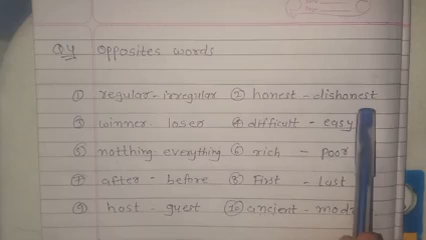 Q4 Opposites words
① regular - irregular ② honest - dishonest
③ winner loser ④ difficult - easy
⑤ notthing everything ⑥ rich - poor
⑦ after - before ⑧ First - last
⑨ host - guest ⑩ ancient -